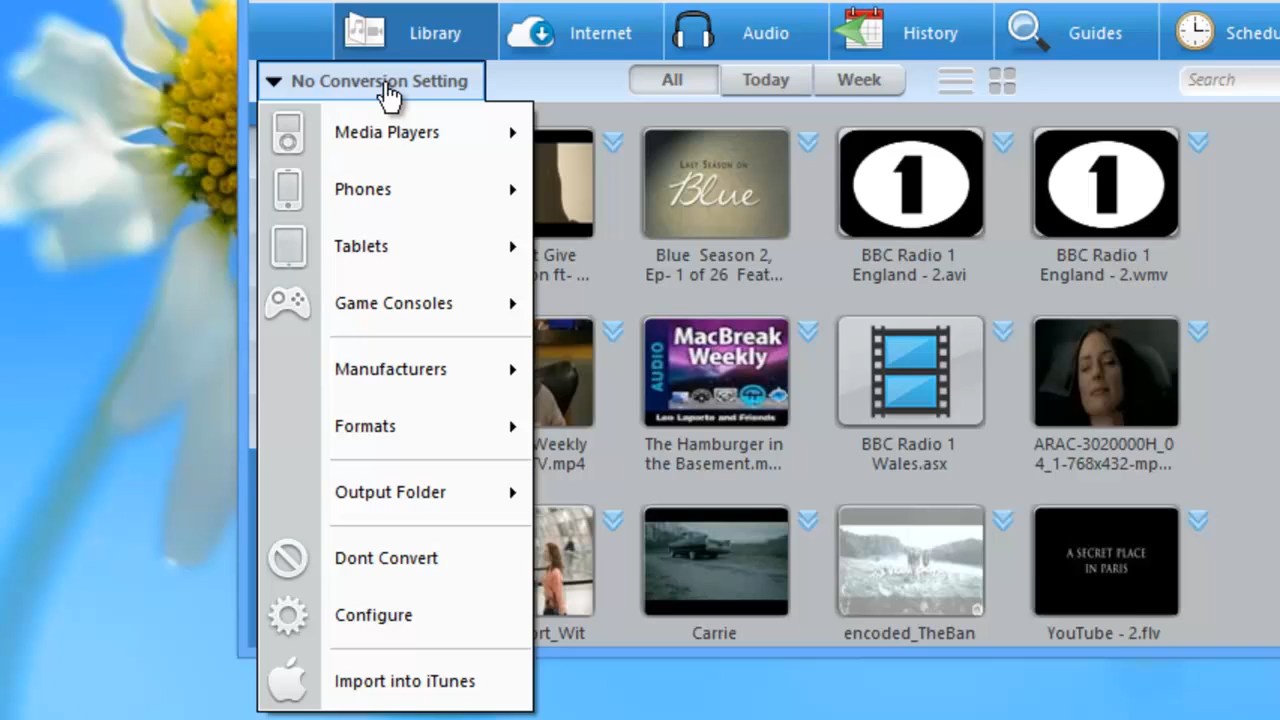 Library
Internet
Audio
History
Guides
Schedu
No Conversion Setting
All
Today
Week
Search
Media Players
Phones
Tablets
Game Consoles
Manufacturers
Formats
Output Folder
Dont Convert
Configure
Import into iTunes
LAST SEASON ON
Blue
1
1
t Give
n ft- ...
Blue Season 2,
Ep- 1 of 26 Feat...
BBC Radio 1
England - 2.avi
BBC Radio 1
England - 2.wmv
AUDIO
MacBreak
Weekly
Leo Laporte and Friends
Weekly
V.mp4
The Hamburger in
the Basement.m...
BBC Radio 1
Wales.asx
ARAC-3020000H_0
4_1-768x432-mp...
A SECRET PLACE
IN PARIS
rt_Wit
Carrie
encoded_TheBan
YouTube - 2.flv